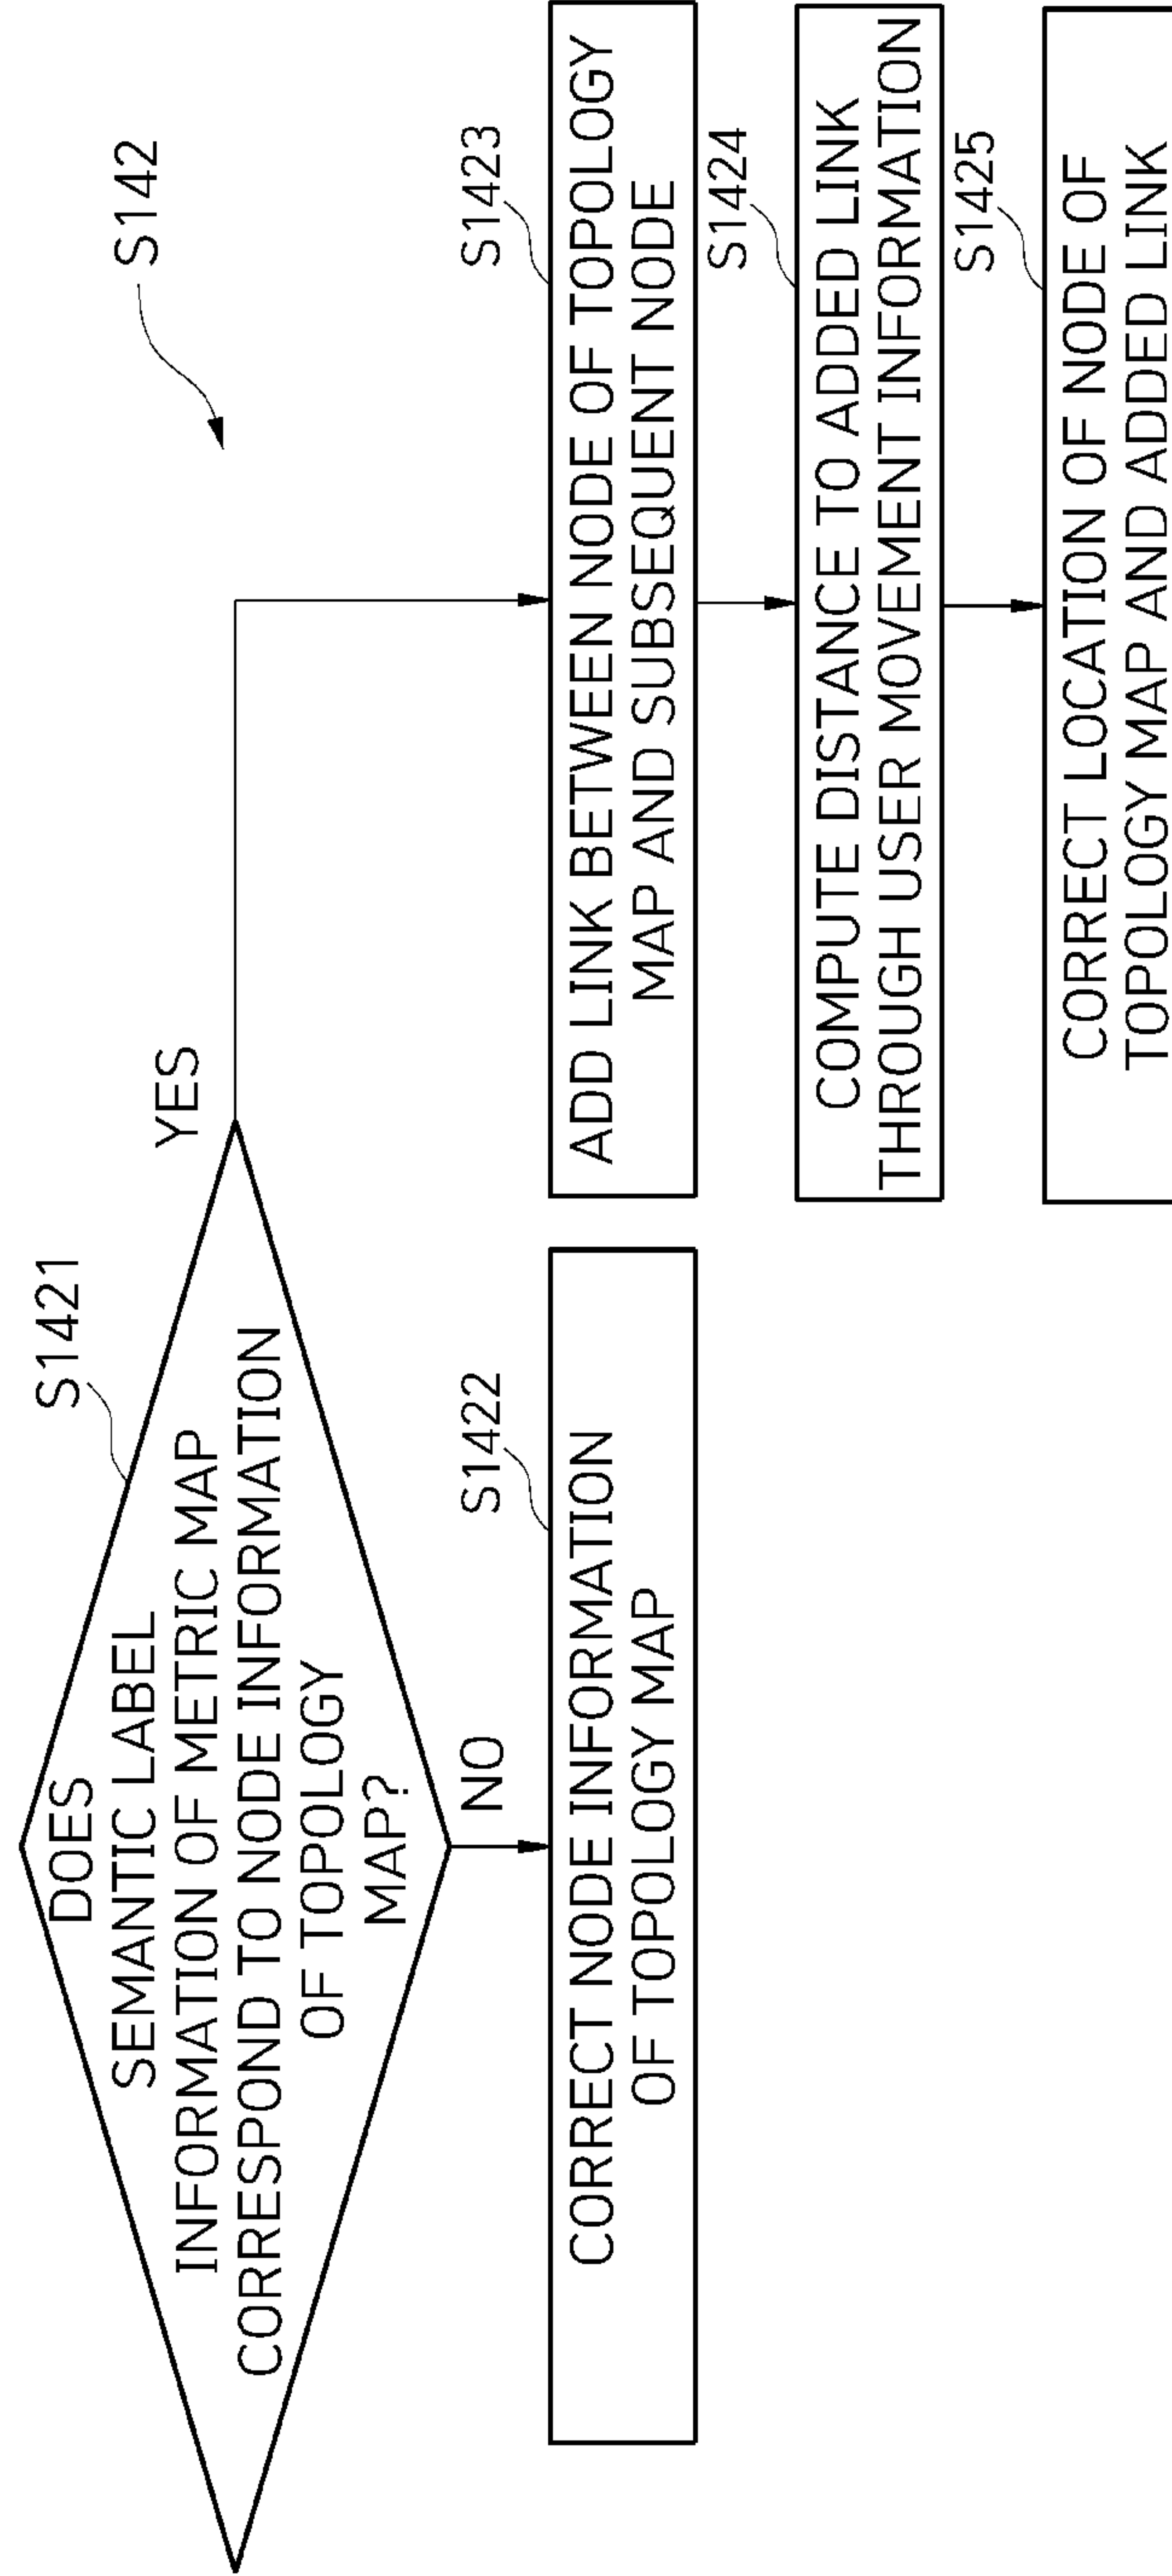 S142
S1421
DOES
SEMANTIC LABEL
INFORMATION OF METRIC MAP
CORRESPOND TO NODE INFORMATION
OF TOPOLOGY
MAP?
YES
NO
S1422
CORRECT NODE INFORMATION
OF TOPOLOGY MAP
S1423
ADD LINK BETWEEN NODE OF TOPOLOGY
MAP AND SUBSEQUENT NODE
S1424
COMPUTE DISTANCE TO ADDED LINK
THROUGH USER MOVEMENT INFORMATION
S1425
CORRECT LOCATION OF NODE OF
TOPOLOGY MAP AND ADDED LINK